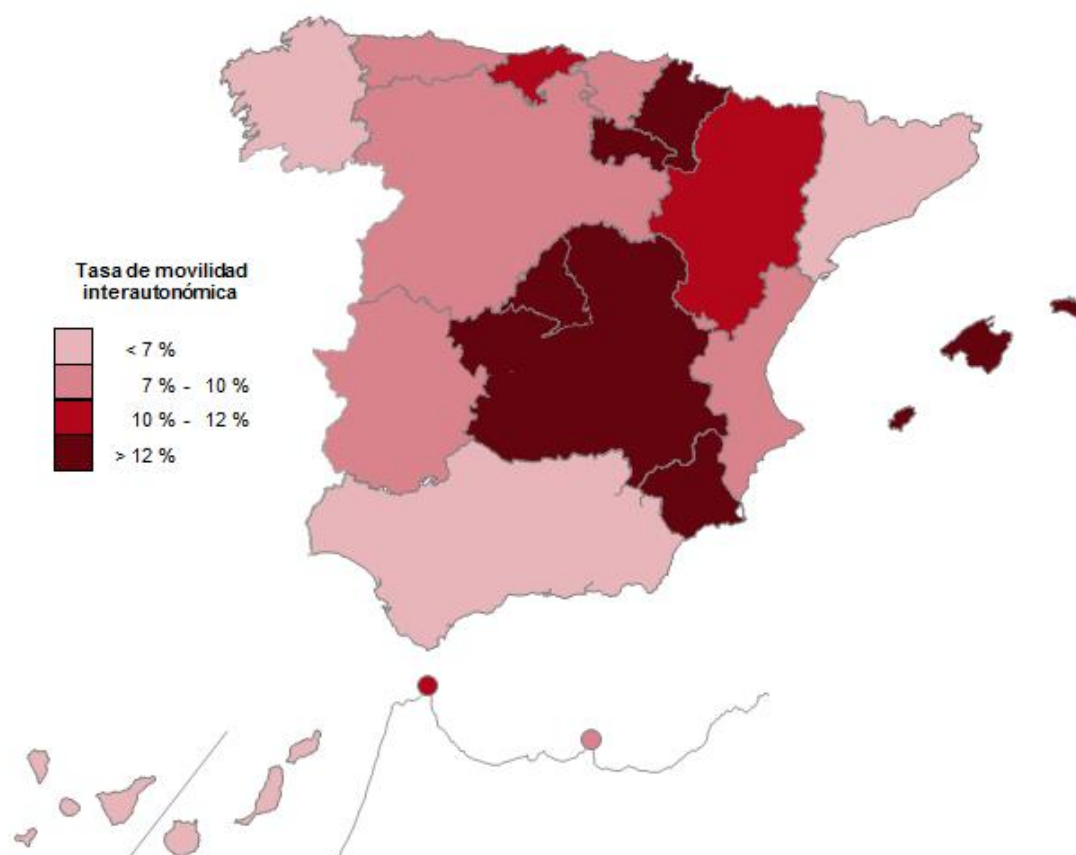 Tasa de movilidad
interautonómica
< 7 %
7 % - 10 %
10 % - 12 %
> 12 %